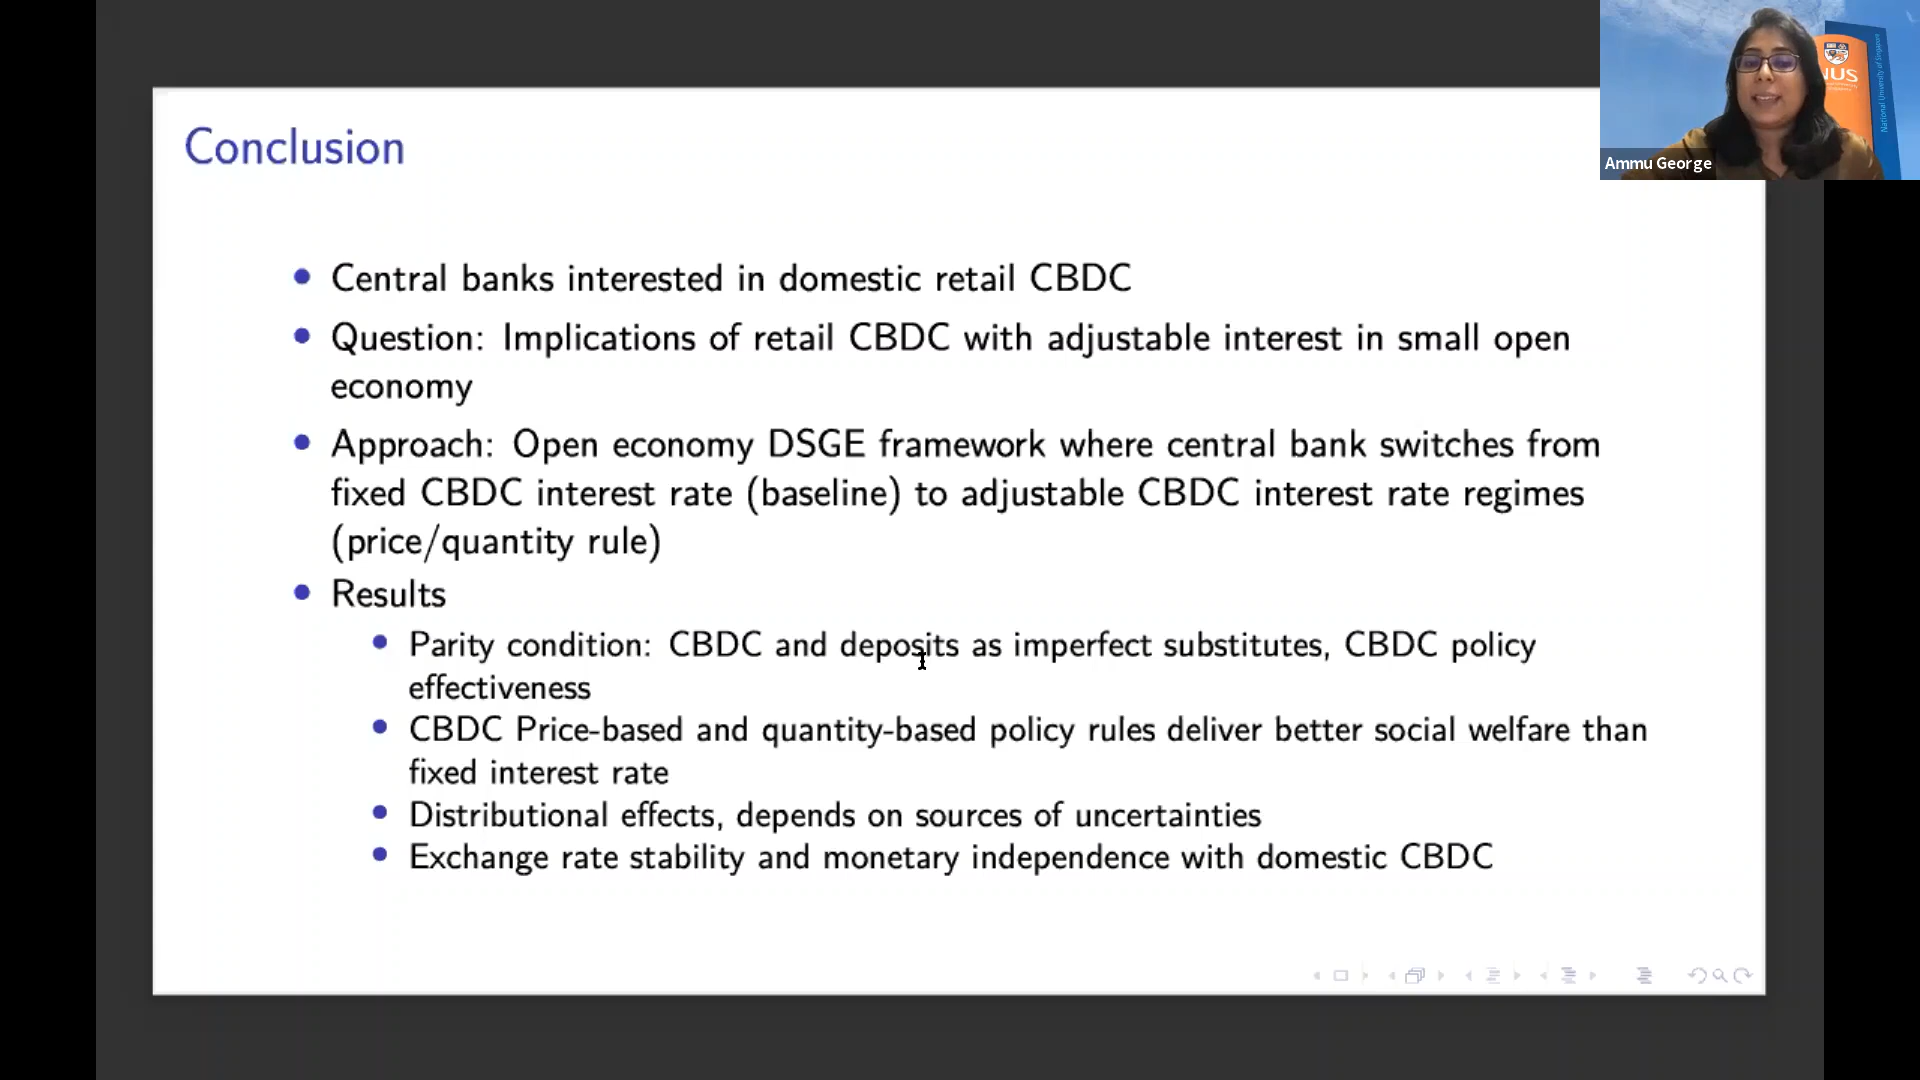 NUS
National University of Singapore
Ammu George
Conclusion
• Central banks interested in domestic retail CBDC
• Question: Implications of retail CBDC with adjustable interest in small open
economy
• Approach: Open economy DSGE framework where central bank switches from
fixed CBDC interest rate (baseline) to adjustable CBDC interest rate regimes
(price/quantity rule)
• Results
• Parity condition: CBDC and deposits as imperfect substitutes, CBDC policy
effectiveness
• CBDC Price-based and quantity-based policy rules deliver better social welfare than
fixed interest rate
• Distributional effects, depends on sources of uncertainties
• Exchange rate stability and monetary independence with domestic CBDC